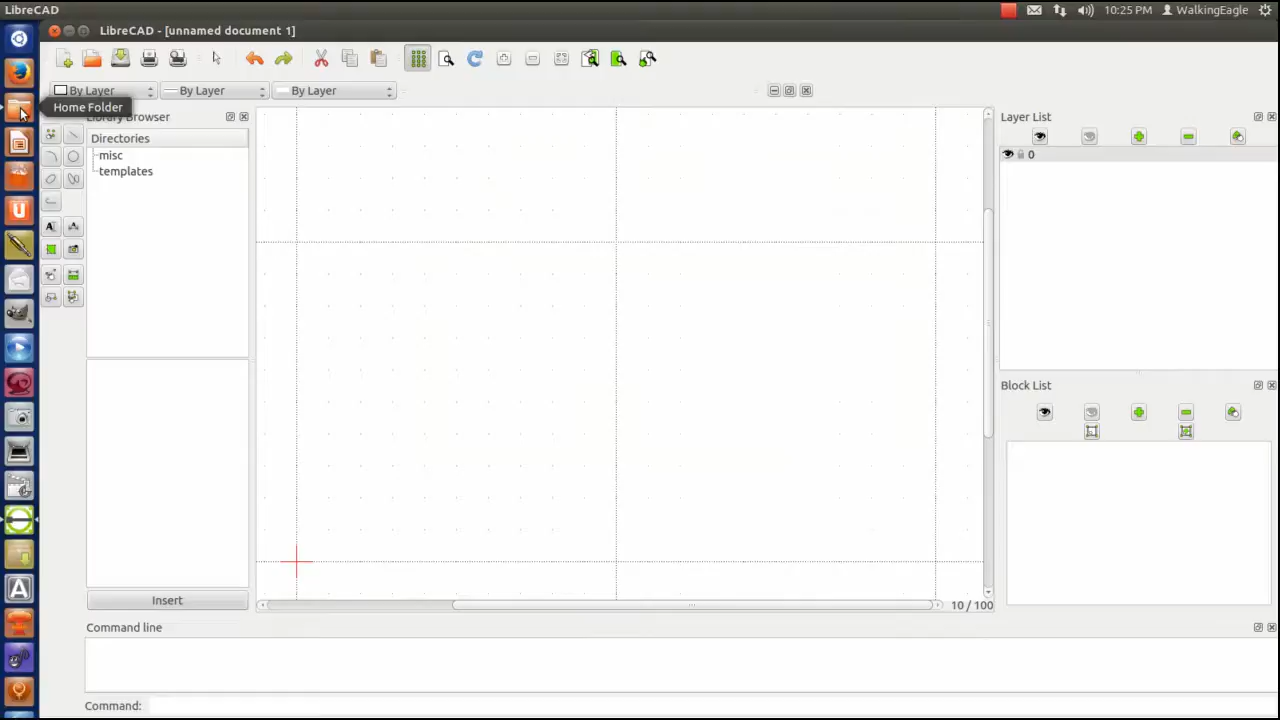 LibreCAD
10:25 PM WalkingEagle
LibreCAD - [unnamed document 1]
By Layer By Layer By Layer
Home Folder
Library Browser
Layer List
Directories
misc
0
templates
Block List
Insert
10 / 100
Command line
Command: